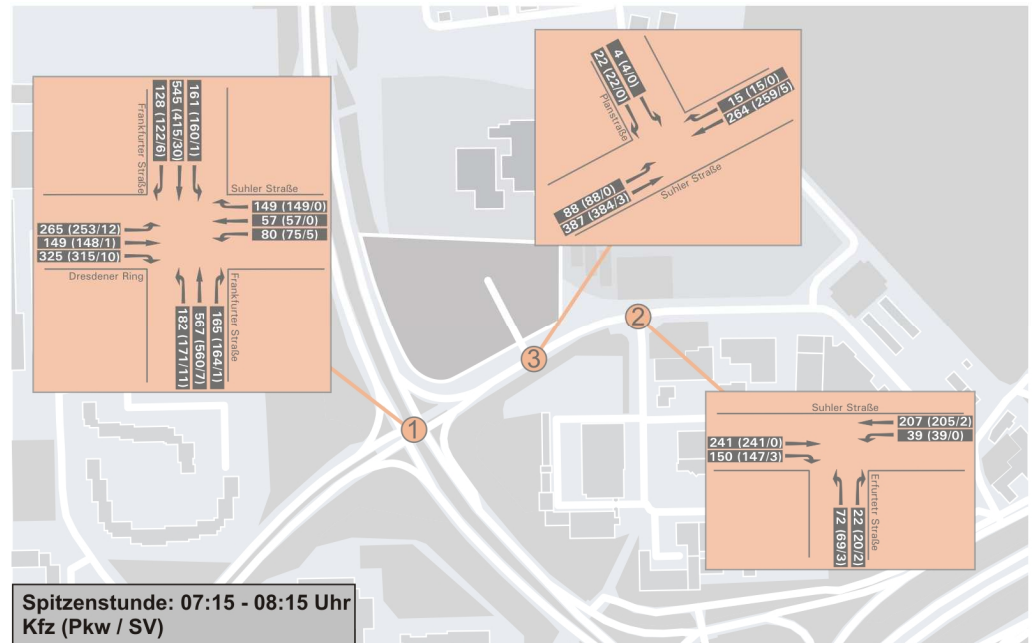 128 (122/6)
545 (415/30)
161 (160/1)
Frankfurter Straße
Suhler Straße
149 (149/0)
57 (57/0)
80 (75/5)
265 (253/12)
149 (148/1)
325 (315/10)
Dresdener Ring
Frankfurter Straße
182 (171/11)
567 (560/7)
165 (164/1)
22 (22/0)
4 (4/0)
Planstraße
15 (15/0)
264 (259/5)
88 (88/0)
387 (384/3)
Suhler Straße
1
2
3
Suhler Straße
207 (205/2)
39 (39/0)
241 (241/0)
150 (147/3)
Erfurtetr Straße
72 (69/3)
22 (20/2)
Spitzenstunde: 07:15 - 08:15 Uhr
Kfz (Pkw / SV)